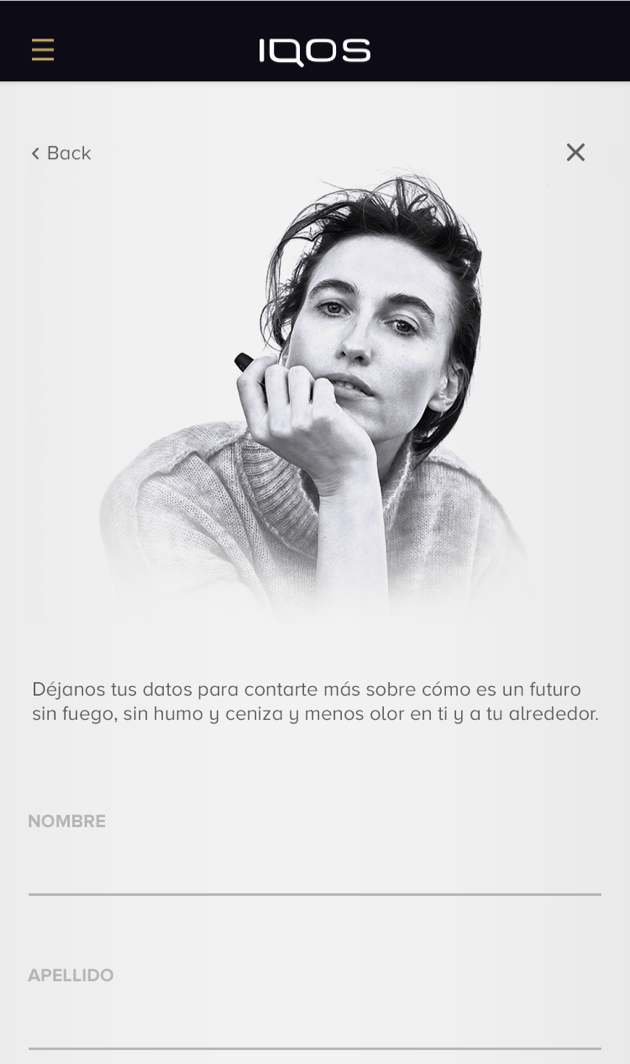 IQOS
Back
Déjanos tus datos para contarte más sobre cómo es un futuro
sin fuego, sin humo y ceniza y menos olor en ti y a tu alrededor.
NOMBRE
APELLIDO